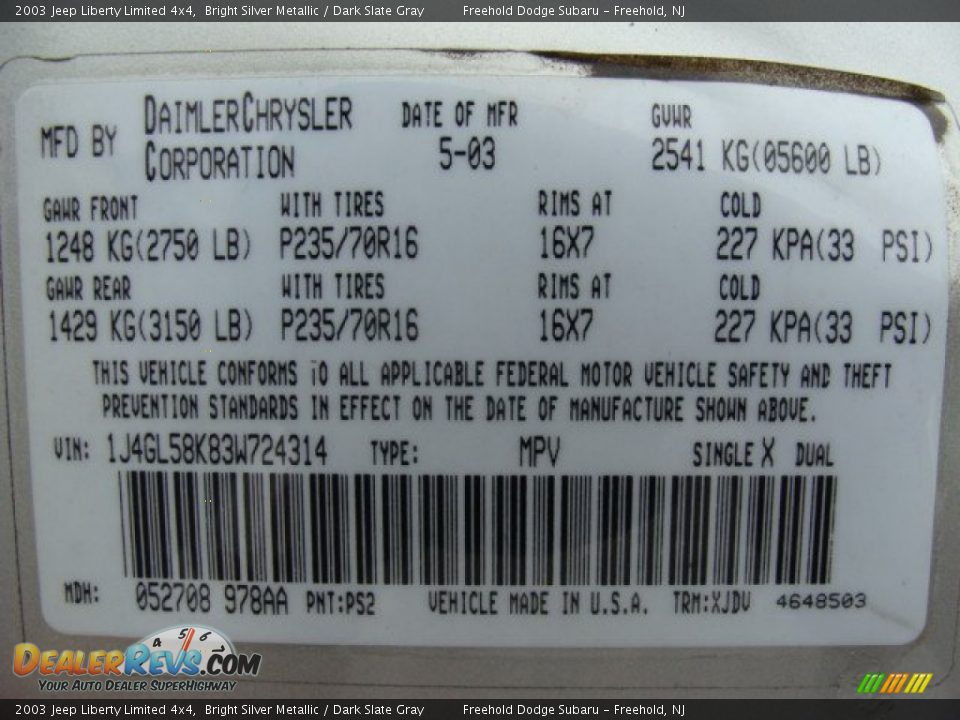 2003 Jeep Liberty Limited 4x4, Bright Silver Metallic / Dark Slate Gray Freehold Dodge Subaru - Freehold, NJ
MFD BY DAIMLERCHRYSLER CORPORATION DATE OF MFR 5-03 GVWR 2541 KG(05600 LB)
GAWR FRONT WITH TIRES RIMS AT COLD
1248 KG(2750 LB) P235/70R16 16X7 227 KPA(33 PSI)
GAWR REAR WITH TIRES RIMS AT COLD
1429 KG(3150 LB) P235/70R16 16X7 227 KPA(33 PSI)
THIS VEHICLE CONFORMS TO ALL APPLICABLE FEDERAL MOTOR VEHICLE SAFETY AND THEFT
PREVENTION STANDARDS IN EFFECT ON THE DATE OF MANUFACTURE SHOWN ABOVE.
VIN: 1J4GL58K83W724314 TYPE: MPV SINGLE X DUAL
MDH: 052708 978AA PNT:PS2 VEHICLE MADE IN U.S.A. TRM:XJDV 4648503
4 5 6 7
DEALERREVS.COM
YOUR AUTO DEALER SUPERHIGHWAY
2003 Jeep Liberty Limited 4x4, Bright Silver Metallic / Dark Slate Gray Freehold Dodge Subaru - Freehold, NJ